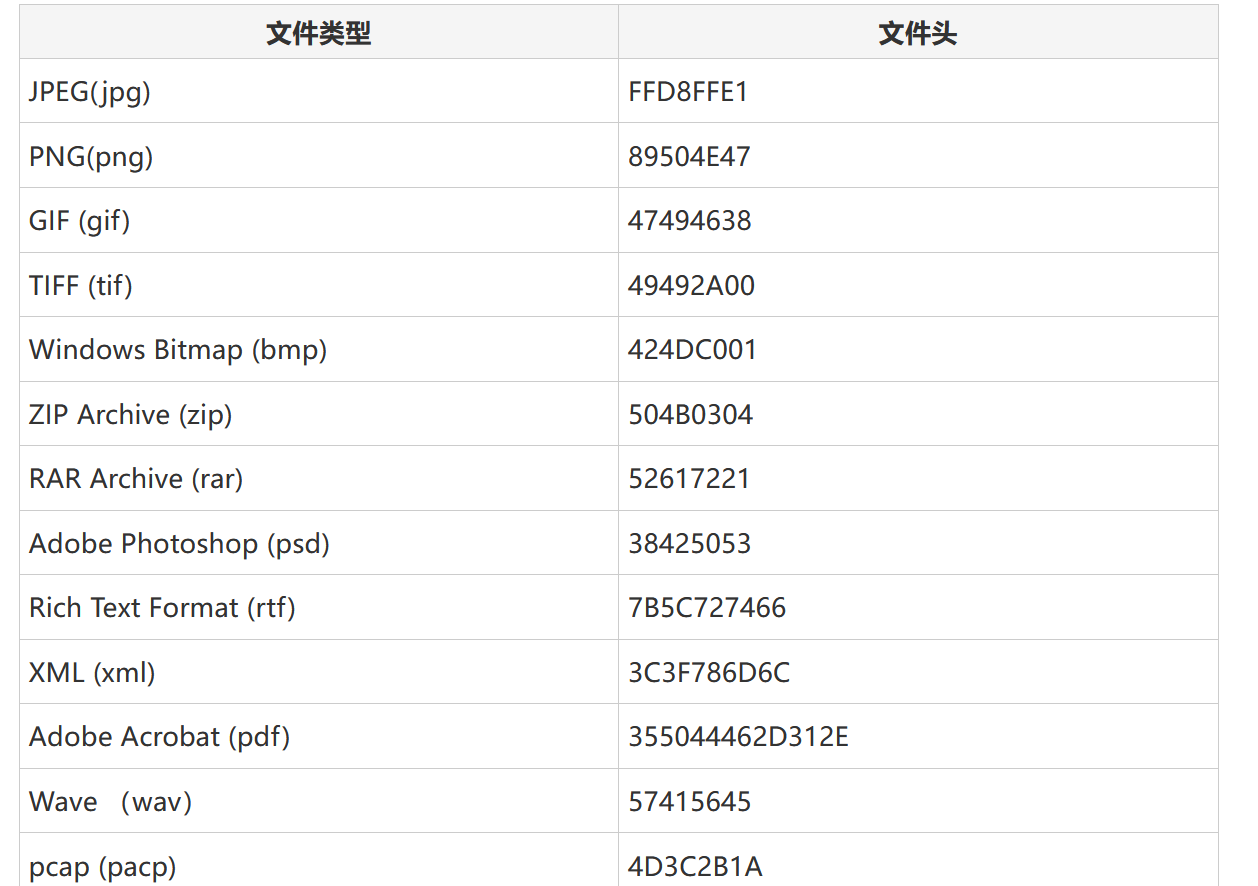 文件类型 文件头
JPEG(jpg) FFD8FFE1
PNG(png) 89504E47
GIF (gif) 47494638
TIFF (tif) 49492A00
Windows Bitmap (bmp) 424DC001
ZIP Archive (zip) 504B0304
RAR Archive (rar) 52617221
Adobe Photoshop (psd) 38425053
Rich Text Format (rtf) 7B5C727466
XML (xml) 3C3F786D6C
Adobe Acrobat (pdf) 355044462D312E
Wave （wav） 57415645
pcap (pacp) 4D3C2B1A